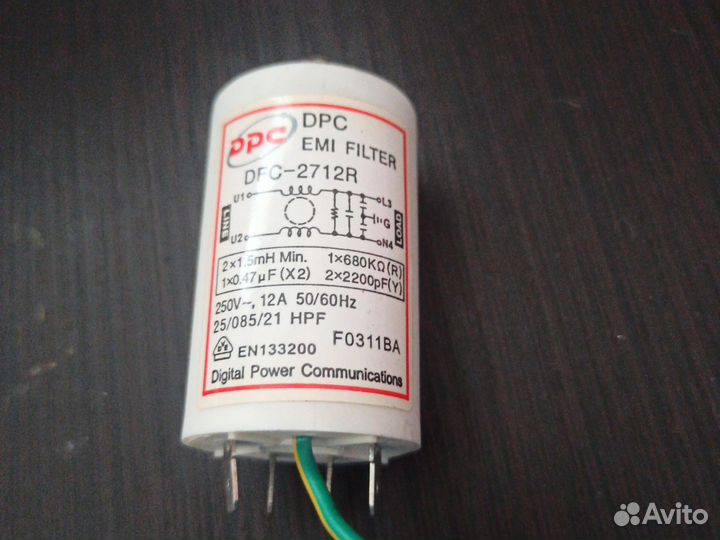 DPC
DPC
EMI FILTER
DFC-2712R
U1
L3
LINE
G
LOAD
U2
N4
2×1.5mH Min. 1×680KΩ(R)
1×0.47µF(X2) 2×2200pF(Y)
250V~, 12A 50/60Hz
25/085/21 HPF
EN133200 F0311BA
Digital Power Communications
Avito